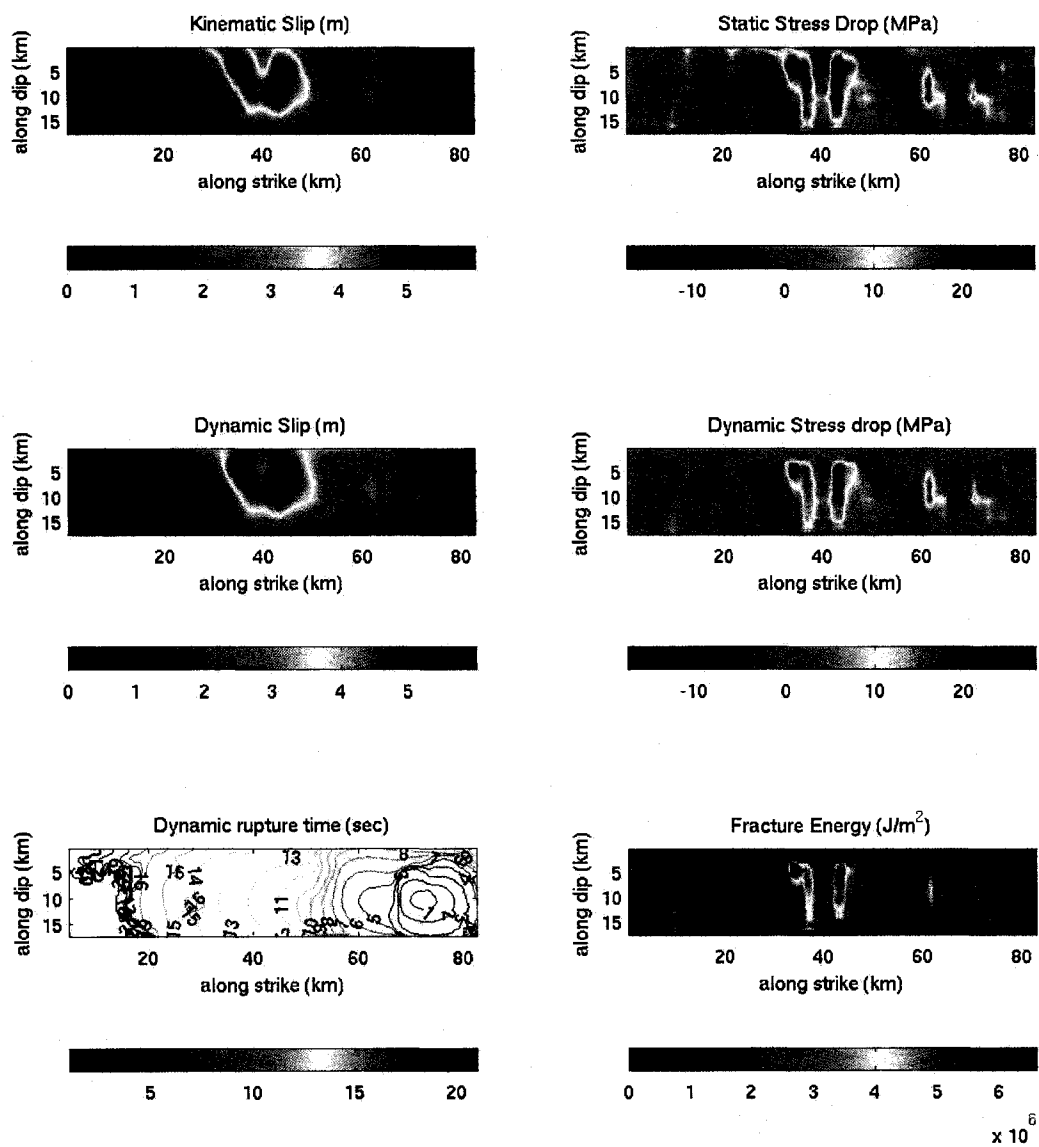 Kinematic Slip (m)
along dip (km)
5
10
15
20 40 60 80
along strike (km)
0 1 2 3 4 5
Static Stress Drop (MPa)
along dip (km)
5
10
15
20 40 60 80
along strike (km)
-10 0 10 20
Dynamic Slip (m)
along dip (km)
5
10
15
20 40 60 80
along strike (km)
0 1 2 3 4 5
Dynamic Stress drop (MPa)
along dip (km)
5
10
15
20 40 60 80
along strike (km)
-10 0 10 20
Dynamic rupture time (sec)
along dip (km)
5
10
15
13 8
16 14
11
15 13 10 7 6 5
20 40 60 80
along strike (km)
5 10 15 20
Fracture Energy (J/m²)
along dip (km)
5
10
15
20 40 60 80
along strike (km)
0 1 2 3 4 5 6
x 10⁶